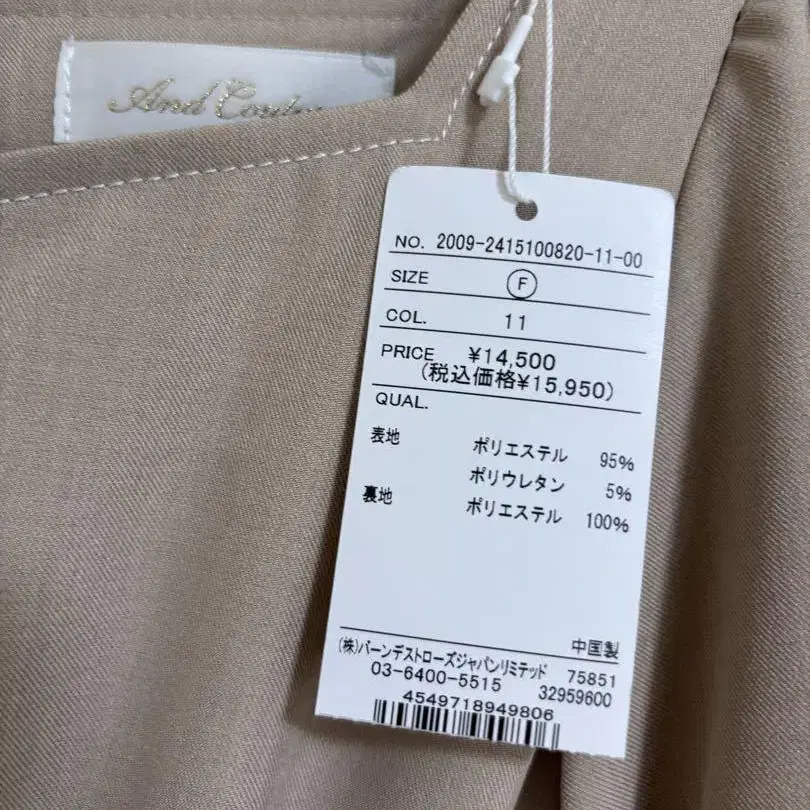 And Coutu
NO. 2009-2415100820-11-00
SIZE F
COL. 11
PRICE ¥14,500
(税込価格¥15,950)
QUAL.
表地 ポリエステル 95%
ポリウレタン 5%
裏地 ポリエステル 100%
中国製
(株)バーンデストローズジャパンリミテッド 75851
03-6400-5515 32959600
4549718949806